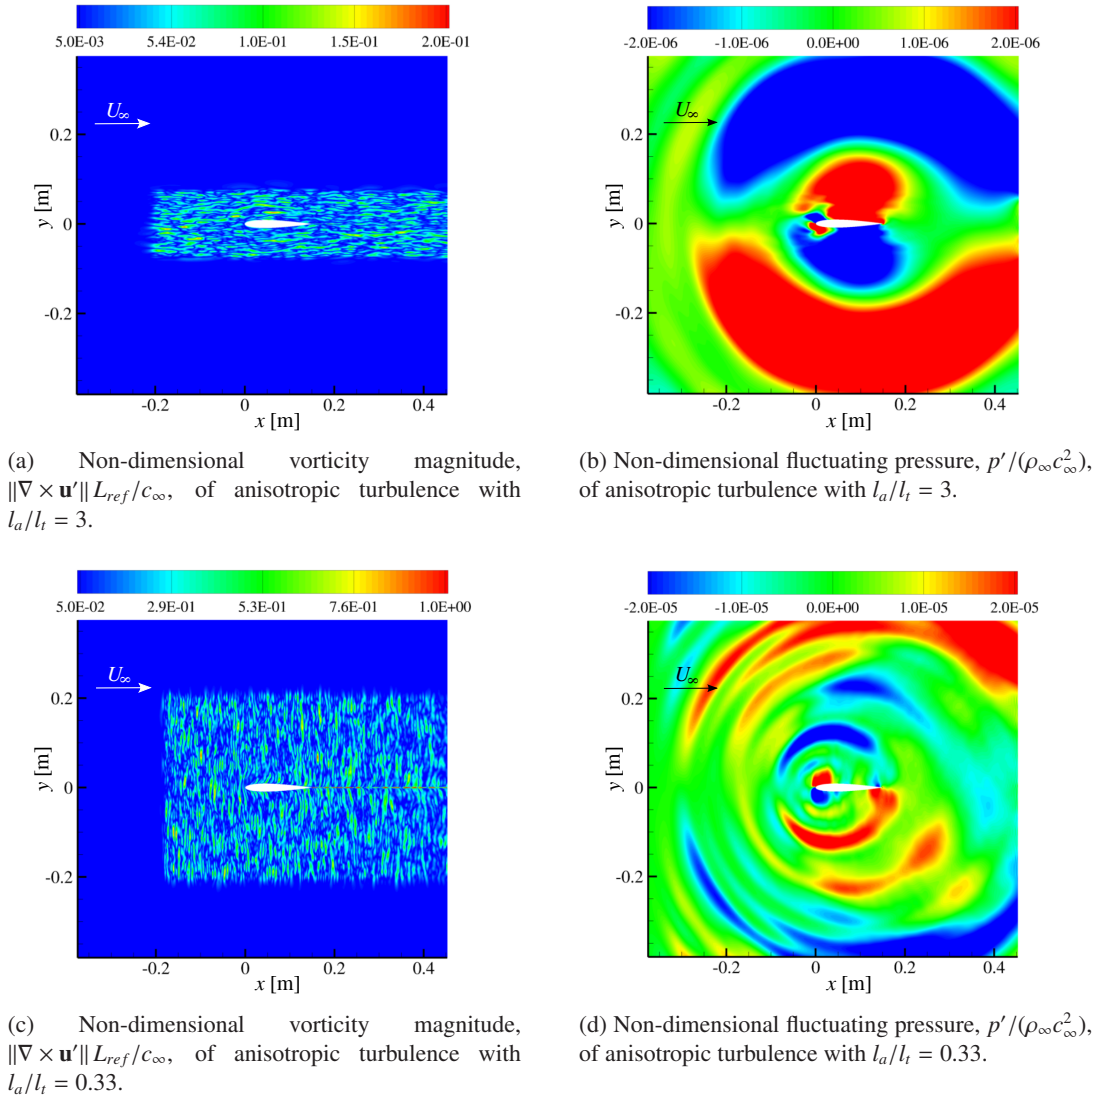 5.0E-03 5.4E-02 1.0E-01 1.5E-01 2.0E-01
U∞
0.2
0
-0.2
y [m]
-0.2 0 0.2 0.4
x [m]
-2.0E-06 -1.0E-06 0.0E+00 1.0E-06 2.0E-06
U∞
0.2
0
-0.2
y [m]
-0.2 0 0.2 0.4
x [m]
(a) Non-dimensional vorticity magnitude,
‖∇ × u′‖ L_ref/c∞, of anisotropic turbulence with
l_a/l_t = 3.
(b) Non-dimensional fluctuating pressure, p′/(ρ∞c²∞),
of anisotropic turbulence with l_a/l_t = 3.
5.0E-02 2.9E-01 5.3E-01 7.6E-01 1.0E+00
U∞
0.2
0
-0.2
y [m]
-0.2 0 0.2 0.4
x [m]
-2.0E-05 -1.0E-05 0.0E+00 1.0E-05 2.0E-05
U∞
0.2
0
-0.2
y [m]
-0.2 0 0.2 0.4
x [m]
(c) Non-dimensional vorticity magnitude,
‖∇ × u′‖ L_ref/c∞, of anisotropic turbulence with
l_a/l_t = 0.33.
(d) Non-dimensional fluctuating pressure, p′/(ρ∞c²∞),
of anisotropic turbulence with l_a/l_t = 0.33.